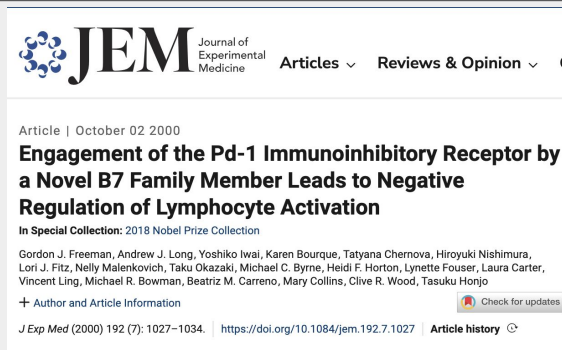 JEM
Journal of
Experimental
Medicine
Articles
Reviews & Opinion
Article | October 02 2000
Engagement of the Pd-1 Immunoinhibitory Receptor by
a Novel B7 Family Member Leads to Negative
Regulation of Lymphocyte Activation
In Special Collection: 2018 Nobel Prize Collection
Gordon J. Freeman, Andrew J. Long, Yoshiko Iwai, Karen Bourque, Tatyana Chernova, Hiroyuki Nishimura,
Lori J. Fitz, Nelly Malenkovich, Taku Okazaki, Michael C. Byrne, Heidi F. Horton, Lynette Fouser, Laura Carter,
Vincent Ling, Michael R. Bowman, Beatriz M. Carreno, Mary Collins, Clive R. Wood, Tasuku Honjo
+ Author and Article Information
Check for updates
J Exp Med (2000) 192 (7): 1027–1034. https://doi.org/10.1084/jem.192.7.1027 Article history